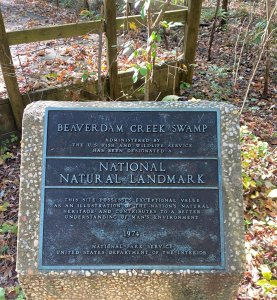 BEAVERDAM CREEK SWAMP
ADMINISTERED BY
THE U.S. FISH AND WILDLIFE SERVICE
HAS BEEN DESIGNATED A
NATIONAL
NATURAL LANDMARK
THIS SITE POSSESSES EXCEPTIONAL VALUE
AS AN ILLUSTRATION OF THE NATION'S NATURAL
HERITAGE AND CONTRIBUTES TO A BETTER
UNDERSTANDING OF MAN'S ENVIRONMENT
1974
NATIONAL PARK SERVICE
UNITED STATES DEPARTMENT OF THE INTERIOR